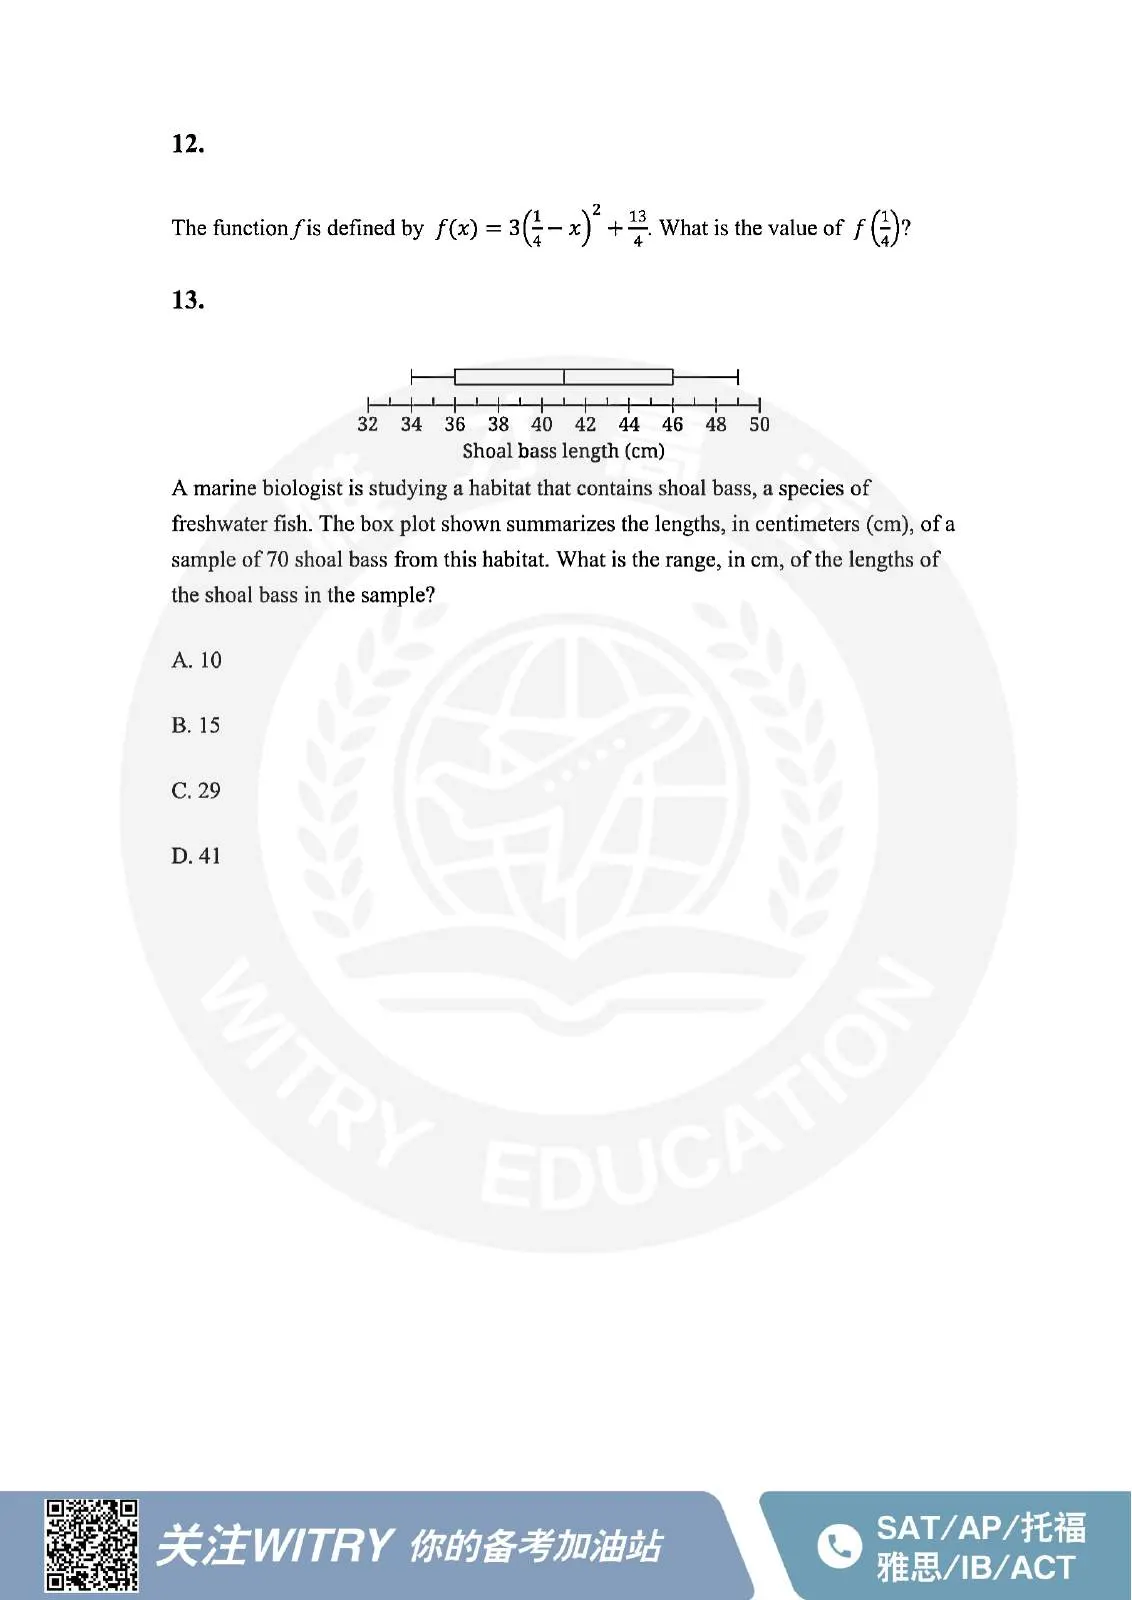 12.
The function f is defined by f(x) = 3(1/4 − x)² + 13/4. What is the value of f(1/4)?
13.
32 34 36 38 40 42 44 46 48 50
Shoal bass length (cm)
A marine biologist is studying a habitat that contains shoal bass, a species of
freshwater fish. The box plot shown summarizes the lengths, in centimeters (cm), of a
sample of 70 shoal bass from this habitat. What is the range, in cm, of the lengths of
the shoal bass in the sample?
A. 10
B. 15
C. 29
D. 41
WITRY EDUCATION
关注WITRY 你的备考加油站
SAT/AP/托福
雅思/IB/ACT